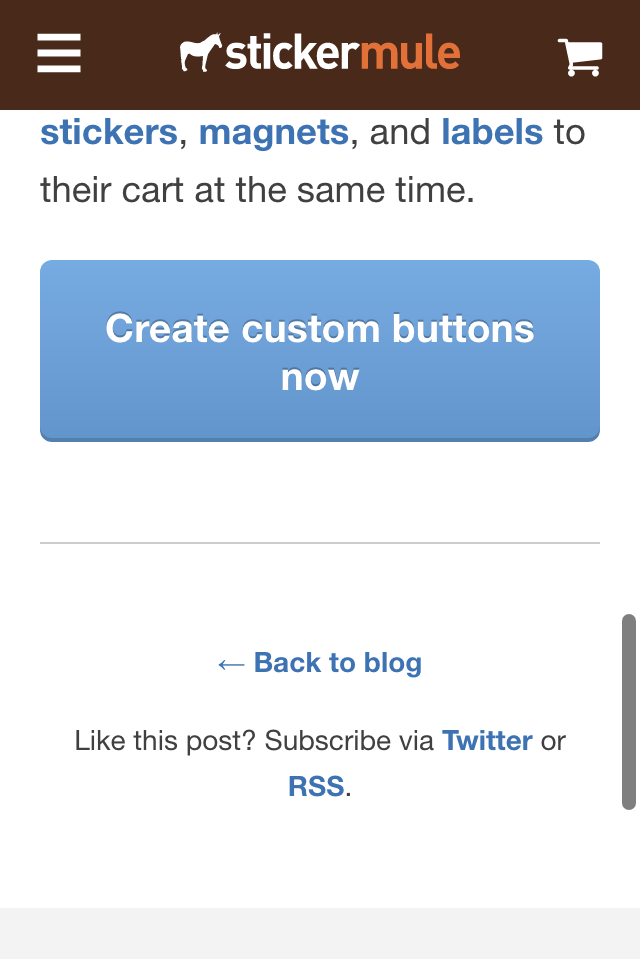 stickermule
stickers, magnets, and labels to
their cart at the same time.
Create custom buttons
now
← Back to blog
Like this post? Subscribe via Twitter or
RSS.